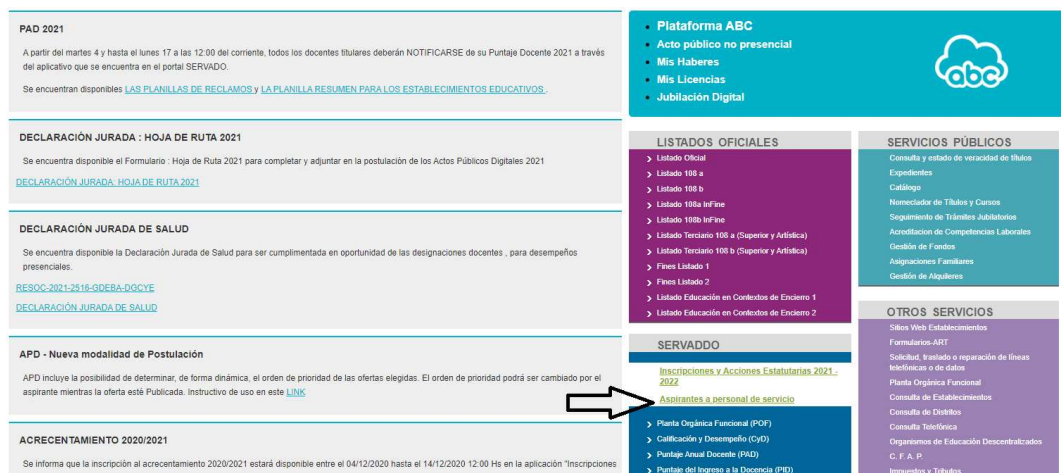 PAD 2021
A partir del martes 4 y hasta el lunes 17 a las 12:00 del corriente, todos los docentes titulares deberán NOTIFICARSE de su Puntaje Docente 2021 a través
del aplicativo que se encuentra en el portal SERVADO.
Se encuentran disponibles LAS PLANILLAS DE RECLAMOS y LA PLANILLA RESUMEN PARA LOS ESTABLECIMIENTOS EDUCATIVOS .
DECLARACIÓN JURADA : HOJA DE RUTA 2021
Se encuentra disponible el Formulario : Hoja de Ruta 2021 para completar y adjuntar en la postulación de los Actos Públicos Digitales 2021
DECLARACIÓN JURADA: HOJA DE RUTA 2021
DECLARACIÓN JURADA DE SALUD
Se encuentra disponible la Declaración Jurada de Salud para ser cumplimentada en oportunidad de las designaciones docentes , para desempeños
presenciales.
RESOC-2021-2516-GDEBA-DGCYE
DECLARACIÓN JURADA DE SALUD
APD - Nueva modalidad de Postulación
APD incluye la posibilidad de determinar, de forma dinámica, el orden de prioridad de las ofertas elegidas. El orden de prioridad podrá ser cambiado por el
aspirante mientras la oferta esté Publicada. Instructivo de uso en este LINK
ACRECENTAMIENTO 2020/2021
Se informa que la inscripción al acrecentamiento 2020/2021 estará disponible entre el 04/12/2020 hasta el 14/12/2020 12:00 Hs en la aplicación "Inscripciones
Plataforma ABC
Acto público no presencial
Mis Haberes
Mis Licencias
Jubilación Digital
abc
LISTADOS OFICIALES
Listado Oficial
Listado 108 a
Listado 108 b
Listado 108a InFine
Listado 108b InFine
Listado Terciario 108 a (Superior y Artística)
Listado Terciario 108 b (Superior y Artística)
Fines Listado 1
Fines Listado 2
Listado Educación en Contextos de Encierro 1
Listado Educación en Contextos de Encierro 2
SERVADDO
Inscripciones y Acciones Estatutarias 2021 -
2022
Aspirantes a personal de servicio
Planta Orgánica Funcional (POF)
Calificación y Desempeño (CyD)
Puntaje Anual Docente (PAD)
Puntaje del Ingreso a la Docencia (PID)
SERVICIOS PÚBLICOS
Consulta y estado de veracidad de títulos
Expedientes
Catálogo
Nomeclador de Títulos y Cursos
Seguimiento de Trámites Jubilatorios
Acreditacion de Competencias Laborales
Gestión de Fondos
Asignaciones Familiares
Gestión de Alquileres
OTROS SERVICIOS
Sitios Web Establecimientos
Formularios-ART
Solicitud, traslado o reparación de líneas
telefónicas o de datos
Planta Orgánica Funcional
Consulta de Establecimientos
Consulta de Distritos
Consulta Telefónica
Organismos de Educación Descentralizados
C. F. A. P.
Impuestos y Tributos